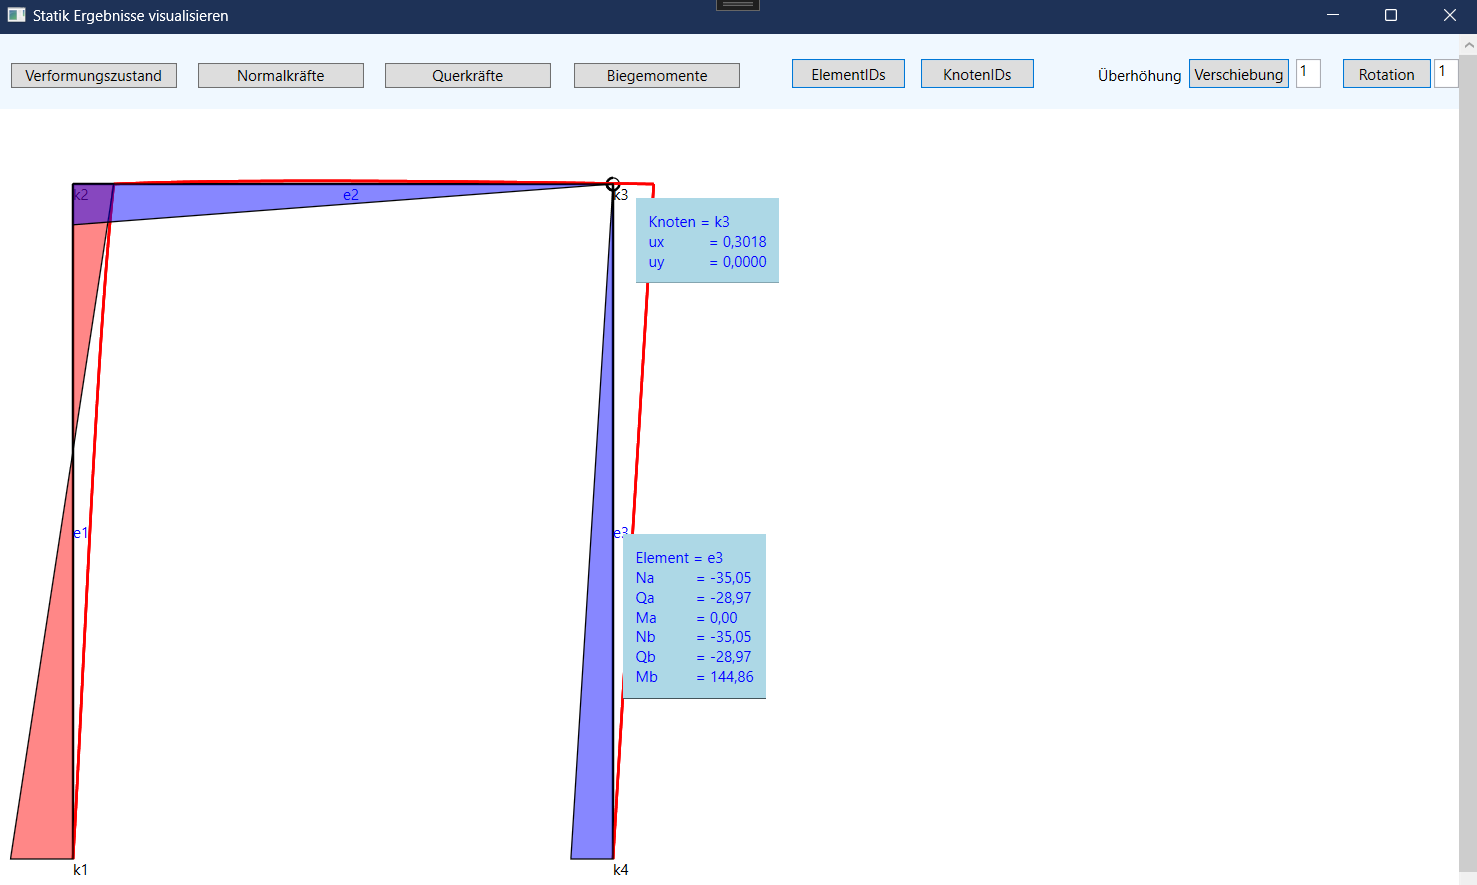 Statik Ergebnisse visualisieren
Verformungszustand Normalkräfte Querkräfte Biegemomente ElementIDs KnotenIDs Überhöhung Verschiebung 1 Rotation 1
k2 e2 k3
Knoten = k3
ux = 0,3018
uy = 0,0000
e1 e3
Element = e3
Na = -35,05
Qa = -28,97
Ma = 0,00
Nb = -35,05
Qb = -28,97
Mb = 144,86
k1 k4